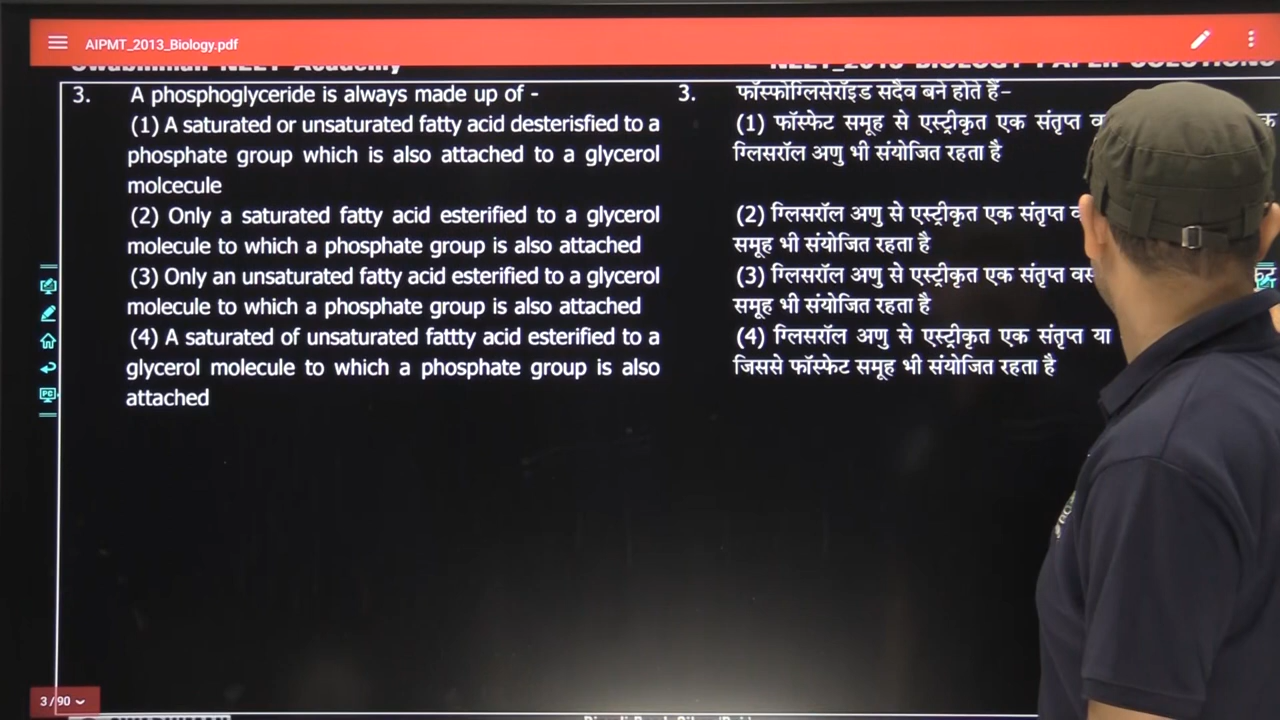 AIPMT_2013_Biology.pdf
3. A phosphoglyceride is always made up of -
(1) A saturated or unsaturated fatty acid desterisfied to a
phosphate group which is also attached to a glycerol
molcecule
(2) Only a saturated fatty acid esterified to a glycerol
molecule to which a phosphate group is also attached
(3) Only an unsaturated fatty acid esterified to a glycerol
molecule to which a phosphate group is also attached
(4) A saturated of unsaturated fattty acid esterified to a
glycerol molecule to which a phosphate group is also
attached
3. फॉस्फोग्लिसेरॉइड सदैव बने होते हैं–
(1) फॉस्फेट समूह से एस्ट्रीकृत एक संतृप्त
ग्लिसरॉल अणु भी संयोजित रहता है
(2) ग्लिसरॉल अणु से एस्ट्रीकृत एक संतृप्त
समूह भी संयोजित रहता है
(3) ग्लिसरॉल अणु से एस्ट्रीकृत एक संतृप्त
समूह भी संयोजित रहता है
(4) ग्लिसरॉल अणु से एस्ट्रीकृत एक संतृप्त या
जिससे फॉस्फेट समूह भी संयोजित रहता है
PC
3/90